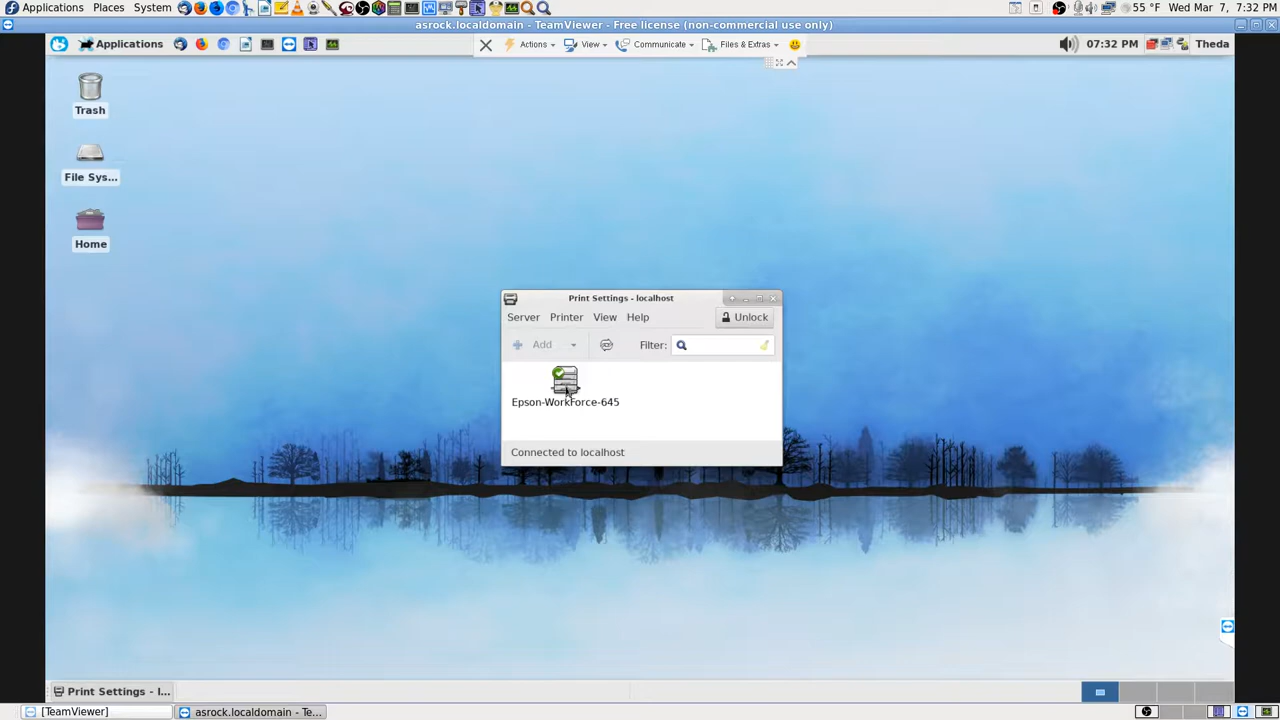 Applications Places System 55 °F Wed Mar 7, 7:32 PM
asrock.localdomain - TeamViewer - Free license (non-commercial use only)
Applications Actions View Communicate Files & Extras 07:32 PM Theda
Trash
File Sys...
Home
Print Settings - localhost
Server Printer View Help Unlock
Add Filter:
Epson-WorkForce-645
Connected to localhost
Print Settings - l...
[TeamViewer] asrock.localdomain - Te...